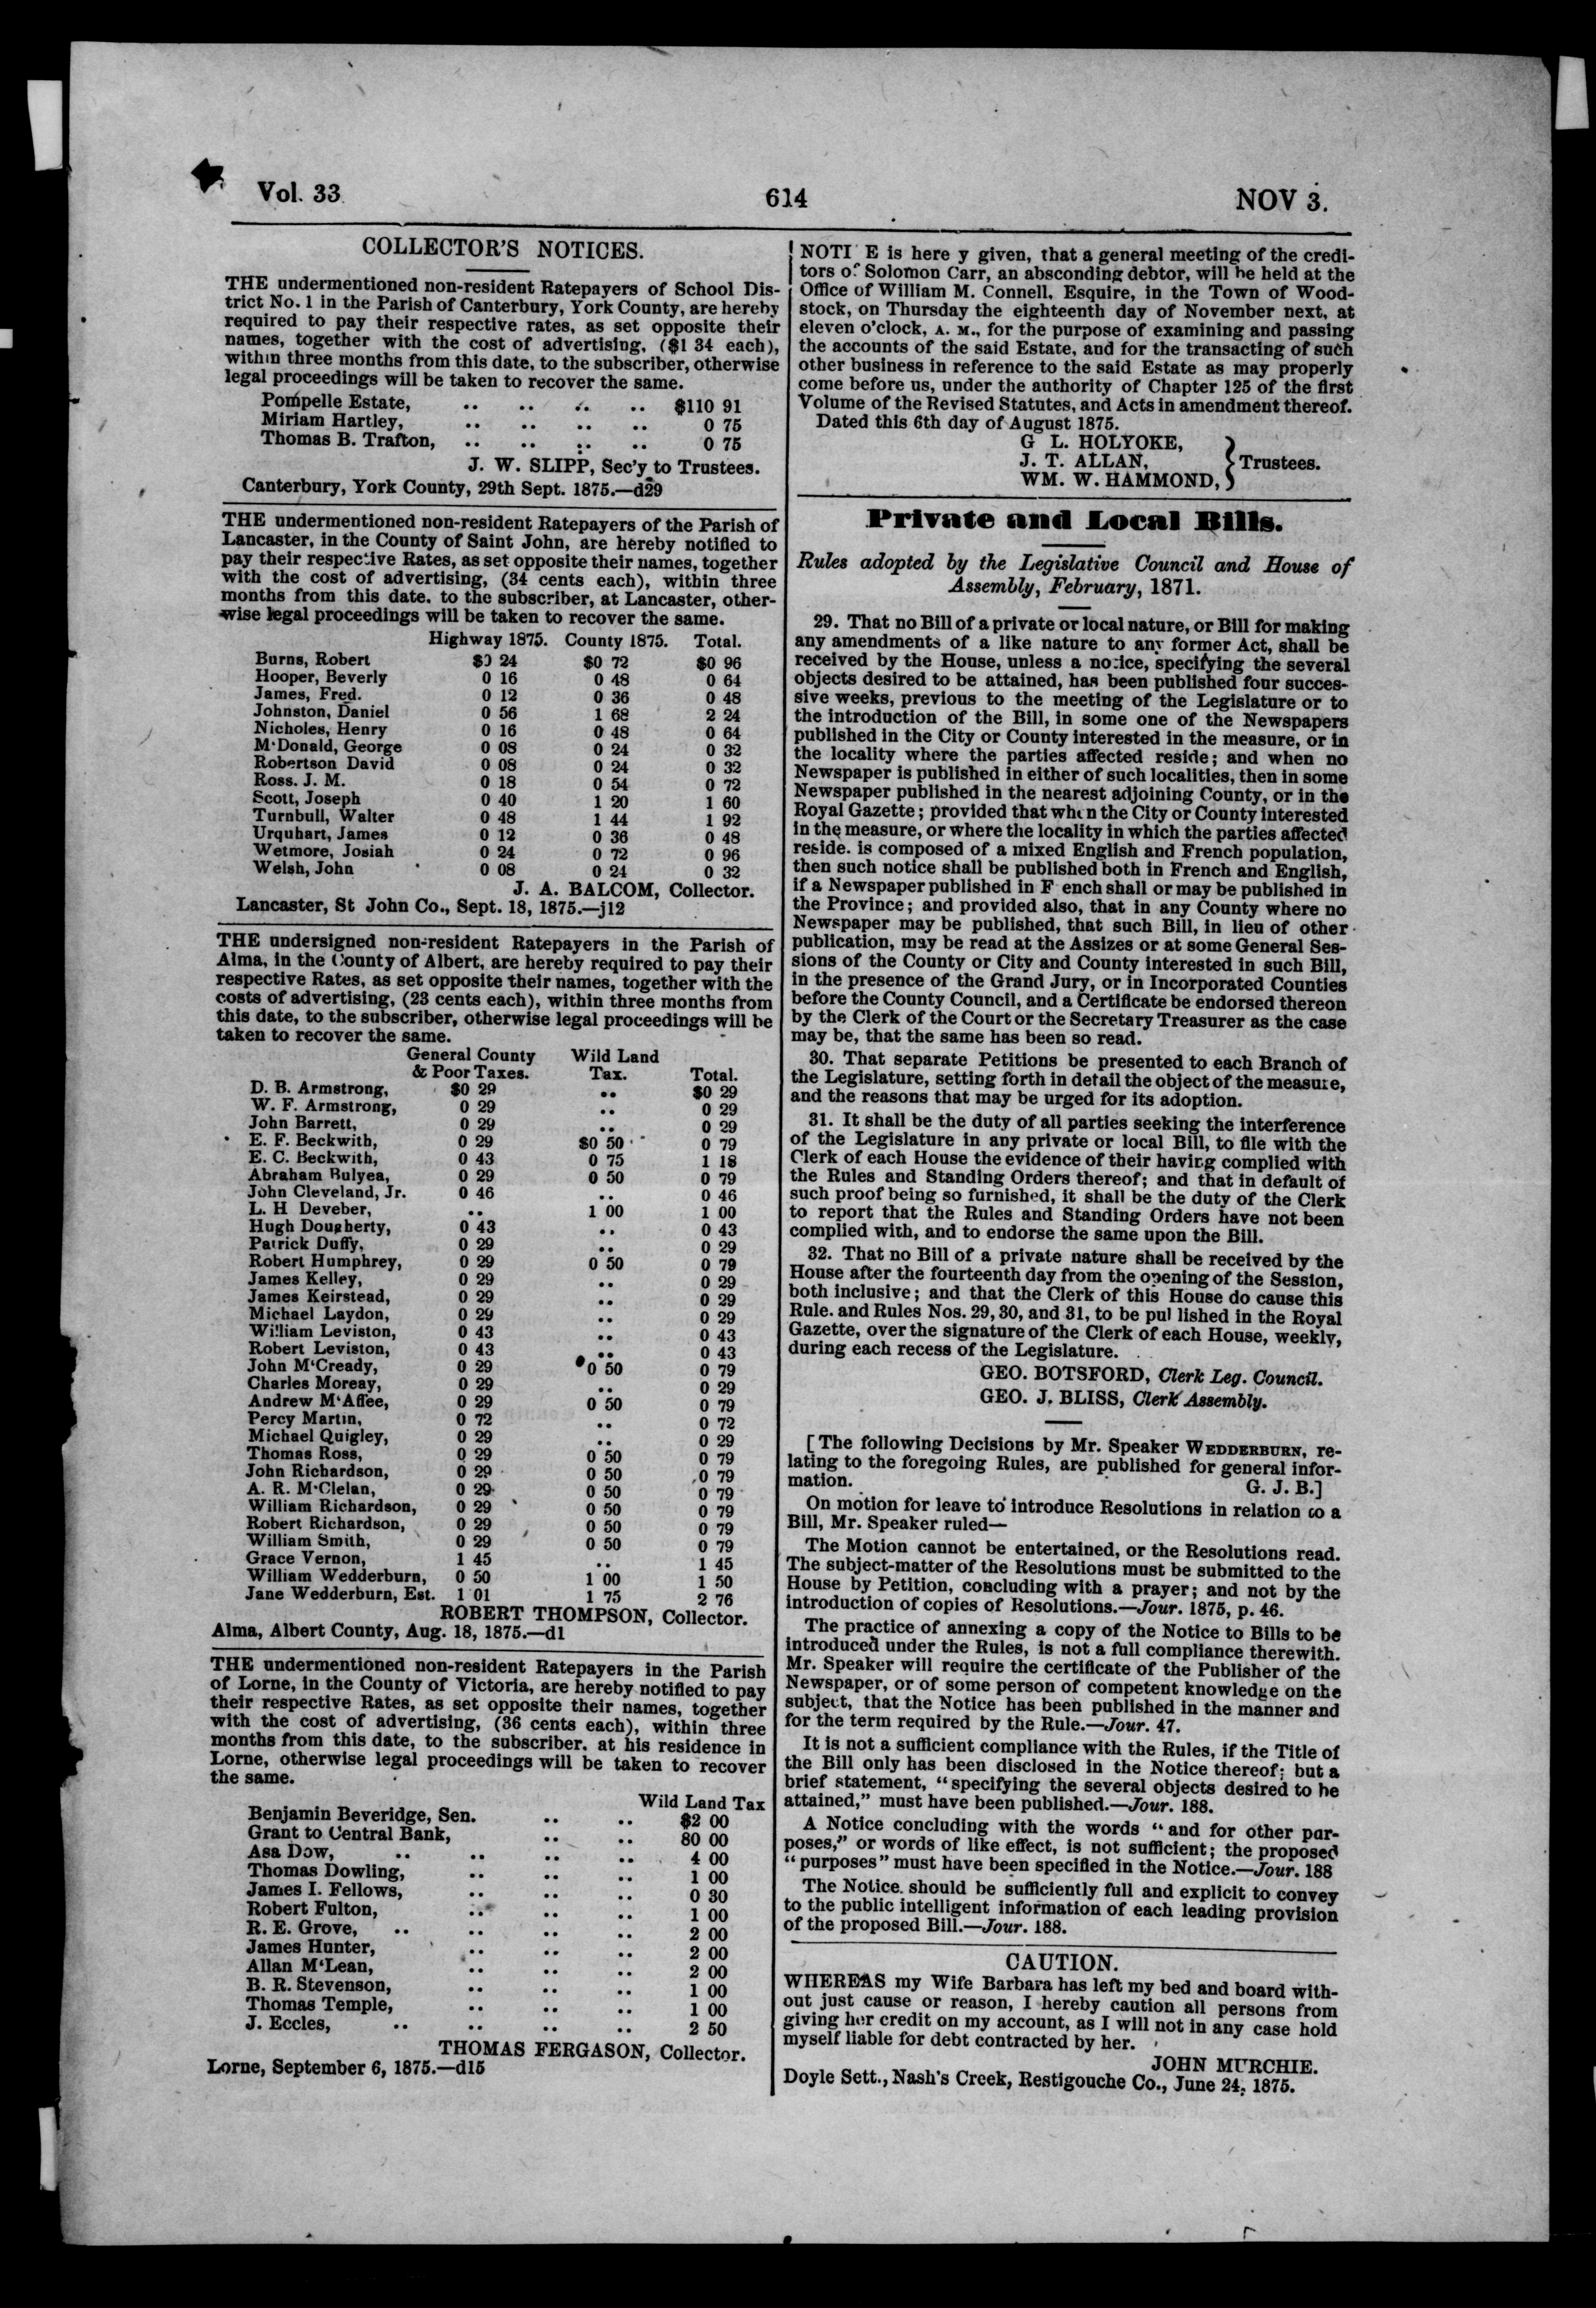 Vol. 33
614
NOV 3.
COLLECTOR'S NOTICES.
THE undermentioned non-resident Ratepayers of School Dis-
trict No. 1 in the Parish of Canterbury, York County, are hereby
required to pay their respective rates, as set opposite their
names, together with the cost of advertising, ($1 34 each),
within three months from this date, to the subscriber, otherwise
legal proceedings will be taken to recover the same.
Pompelle Estate, .. .. .. .. $110 91
Miriam Hartley, .. .. .. .. 0 75
Thomas B. Trafton, .. .. .. .. 0 75
J. W. SLIPP, Sec'y to Trustees.
Canterbury, York County, 29th Sept. 1875.—d29
THE undermentioned non-resident Ratepayers of the Parish of
Lancaster, in the County of Saint John, are hereby notified to
pay their respective Rates, as set opposite their names, together
with the cost of advertising, (34 cents each), within three
months from this date. to the subscriber, at Lancaster, other-
wise legal proceedings will be taken to recover the same.
Highway 1875. County 1875. Total.
Burns, Robert $0 24 $0 72 $0 96
Hooper, Beverly 0 16 0 48 0 64
James, Fred. 0 12 0 36 0 48
Johnston, Daniel 0 56 1 68 2 24
Nicholes, Henry 0 16 0 48 0 64
M'Donald, George 0 08 0 24 0 32
Robertson David 0 08 0 24 0 32
Ross. J. M. 0 18 0 54 0 72
Scott, Joseph 0 40 1 20 1 60
Turnbull, Walter 0 48 1 44 1 92
Urquhart, James 0 12 0 36 0 48
Wetmore, Josiah 0 24 0 72 0 96
Welsh, John 0 08 0 24 0 32
J. A. BALCOM, Collector.
Lancaster, St John Co., Sept. 18, 1875.—j12
THE undersigned non-resident Ratepayers in the Parish of
Alma, in the County of Albert, are hereby required to pay their
respective Rates, as set opposite their names, together with the
costs of advertising, (23 cents each), within three months from
this date, to the subscriber, otherwise legal proceedings will be
taken to recover the same.
General County Wild Land
& Poor Taxes. Tax. Total.
D. B. Armstrong, $0 29 .. $0 29
W. F. Armstrong, 0 29 .. 0 29
John Barrett, 0 29 .. 0 29
E. F. Beckwith, 0 29 $0 50 0 79
E. C. Beckwith, 0 43 0 75 1 18
Abraham Bulyea, 0 29 0 50 0 79
John Cleveland, Jr. 0 46 .. 0 46
L. H Deveber, .. 1 00 1 00
Hugh Dougherty, 0 43 .. 0 43
Patrick Duffy, 0 29 .. 0 29
Robert Humphrey, 0 29 0 50 0 79
James Kelley, 0 29 .. 0 29
James Keirstead, 0 29 .. 0 29
Michael Laydon, 0 29 .. 0 29
William Leviston, 0 43 .. 0 43
Robert Leviston, 0 43 .. 0 43
John M'Cready, 0 29 0 50 0 79
Charles Moreay, 0 29 .. 0 29
Andrew M'Affee, 0 29 0 50 0 79
Percy Martin, 0 72 .. 0 72
Michael Quigley, 0 29 .. 0 29
Thomas Ross, 0 29 0 50 0 79
John Richardson, 0 29 0 50 0 79
A. R. M'Clelan, 0 29 0 50 0 79
William Richardson, 0 29 0 50 0 79
Robert Richardson, 0 29 0 50 0 79
William Smith, 0 29 0 50 0 79
Grace Vernon, 1 45 .. 1 45
William Wedderburn, 0 50 1 00 1 50
Jane Wedderburn, Est. 1 01 1 75 2 76
ROBERT THOMPSON, Collector.
Alma, Albert County, Aug. 18, 1875.—d1
THE undermentioned non-resident Ratepayers in the Parish
of Lorne, in the County of Victoria, are hereby notified to pay
their respective Rates, as set opposite their names, together
with the cost of advertising, (36 cents each), within three
months from this date, to the subscriber. at his residence in
Lorne, otherwise legal proceedings will be taken to recover
the same.
Wild Land Tax
Benjamin Beveridge, Sen. .. .. $2 00
Grant to Central Bank, .. .. 80 00
Asa Dow, .. .. .. .. 4 00
Thomas Dowling, .. .. .. 1 00
James I. Fellows, .. .. .. 0 30
Robert Fulton, .. .. .. 1 00
R. E. Grove, .. .. .. .. 2 00
James Hunter, .. .. .. 2 00
Allan M'Lean, .. .. .. 2 00
B. R. Stevenson, .. .. .. 1 00
Thomas Temple, .. .. .. 1 00
J. Eccles, .. .. .. .. 2 50
THOMAS FERGASON, Collector.
Lorne, September 6, 1875.—d15
NOTI E is here y given, that a general meeting of the credi-
tors of Solomon Carr, an absconding debtor, will be held at the
Office of William M. Connell, Esquire, in the Town of Wood-
stock, on Thursday the eighteenth day of November next, at
eleven o'clock, A. M., for the purpose of examining and passing
the accounts of the said Estate, and for the transacting of such
other business in reference to the said Estate as may properly
come before us, under the authority of Chapter 125 of the first
Volume of the Revised Statutes, and Acts in amendment thereof.
Dated this 6th day of August 1875.
G L. HOLYOKE,
J. T. ALLAN, } Trustees.
WM. W. HAMMOND,
Private and Local Bills.
Rules adopted by the Legislative Council and House of
Assembly, February, 1871.
29. That no Bill of a private or local nature, or Bill for making
any amendments of a like nature to any former Act, shall be
received by the House, unless a notice, specifying the several
objects desired to be attained, has been published four succes-
sive weeks, previous to the meeting of the Legislature or to
the introduction of the Bill, in some one of the Newspapers
published in the City or County interested in the measure, or in
the locality where the parties affected reside; and when no
Newspaper is published in either of such localities, then in some
Newspaper published in the nearest adjoining County, or in the
Royal Gazette; provided that when the City or County interested
in the measure, or where the locality in which the parties affected
reside. is composed of a mixed English and French population,
then such notice shall be published both in French and English,
if a Newspaper published in F ench shall or may be published in
the Province; and provided also, that in any County where no
Newspaper may be published, that such Bill, in lieu of other
publication, may be read at the Assizes or at some General Ses-
sions of the County or City and County interested in such Bill,
in the presence of the Grand Jury, or in Incorporated Counties
before the County Council, and a Certificate be endorsed thereon
by the Clerk of the Court or the Secretary Treasurer as the case
may be, that the same has been so read.
30. That separate Petitions be presented to each Branch of
the Legislature, setting forth in detail the object of the measure,
and the reasons that may be urged for its adoption.
31. It shall be the duty of all parties seeking the interference
of the Legislature in any private or local Bill, to file with the
Clerk of each House the evidence of their having complied with
the Rules and Standing Orders thereof; and that in default of
such proof being so furnished, it shall be the duty of the Clerk
to report that the Rules and Standing Orders have not been
complied with, and to endorse the same upon the Bill.
32. That no Bill of a private nature shall be received by the
House after the fourteenth day from the opening of the Session,
both inclusive; and that the Clerk of this House do cause this
Rule. and Rules Nos. 29, 30, and 31, to be pul lished in the Royal
Gazette, over the signature of the Clerk of each House, weekly,
during each recess of the Legislature.
GEO. BOTSFORD, Clerk Leg. Council.
GEO. J. BLISS, Clerk Assembly.
[The following Decisions by Mr. Speaker WEDDERBURN, re-
lating to the foregoing Rules, are published for general infor-
mation. G. J. B.]
On motion for leave to introduce Resolutions in relation to a
Bill, Mr. Speaker ruled—
The Motion cannot be entertained, or the Resolutions read.
The subject-matter of the Resolutions must be submitted to the
House by Petition, concluding with a prayer; and not by the
introduction of copies of Resolutions.—Jour. 1875, p. 46.
The practice of annexing a copy of the Notice to Bills to be
introduced under the Rules, is not a full compliance therewith.
Mr. Speaker will require the certificate of the Publisher of the
Newspaper, or of some person of competent knowledge on the
subject, that the Notice has been published in the manner and
for the term required by the Rule.—Jour. 47.
It is not a sufficient compliance with the Rules, if the Title of
the Bill only has been disclosed in the Notice thereof; but a
brief statement, "specifying the several objects desired to be
attained," must have been published.—Jour. 188.
A Notice concluding with the words "and for other pur-
poses," or words of like effect, is not sufficient; the proposed
"purposes" must have been specified in the Notice.—Jour. 188
The Notice. should be sufficiently full and explicit to convey
to the public intelligent information of each leading provision
of the proposed Bill.—Jour. 188.
CAUTION.
WHEREAS my Wife Barbara has left my bed and board with-
out just cause or reason, I hereby caution all persons from
giving her credit on my account, as I will not in any case hold
myself liable for debt contracted by her.
JOHN MURCHIE.
Doyle Sett., Nash's Creek, Restigouche Co., June 24, 1875.